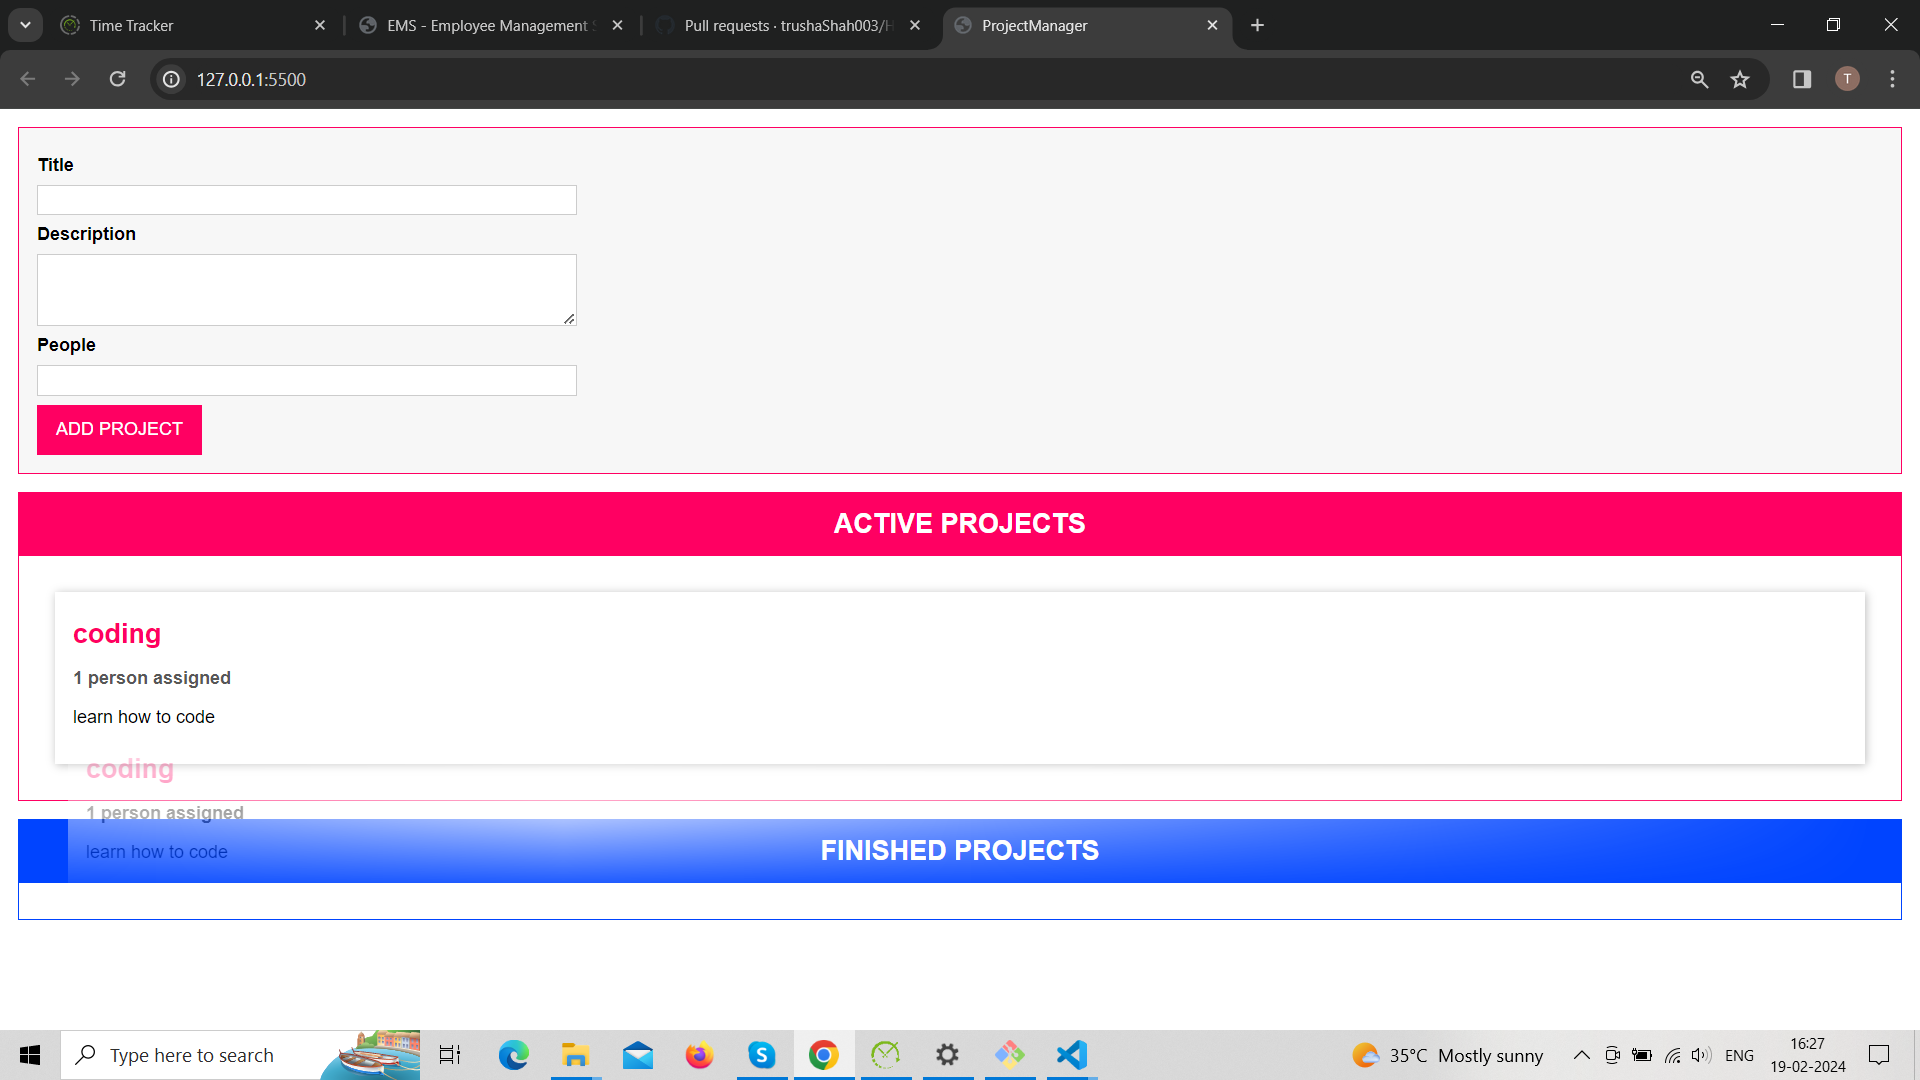 Time Tracker
EMS - Employee Management S
Pull requests · trushaShah003/H
ProjectManager
127.0.0.1:5500
T
Title
Description
People
ADD PROJECT
ACTIVE PROJECTS
coding
1 person assigned
learn how to code
coding
1 person assigned
learn how to code
FINISHED PROJECTS
Type here to search
S
35°C Mostly sunny
ENG
16:27
19-02-2024